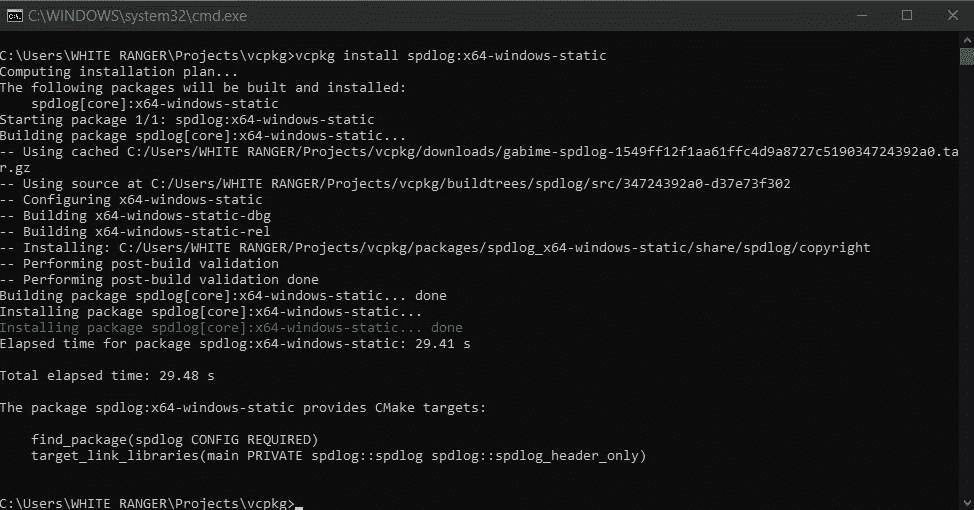 C:\WINDOWS\system32\cmd.exe
C:\Users\WHITE RANGER\Projects\vcpkg>vcpkg install spdlog:x64-windows-static
Computing installation plan...
The following packages will be built and installed:
    spdlog[core]:x64-windows-static
Starting package 1/1: spdlog:x64-windows-static
Building package spdlog[core]:x64-windows-static...
-- Using cached C:/Users/WHITE RANGER/Projects/vcpkg/downloads/gabime-spdlog-1549ff12f1aa61ffc4d9a8727c519034724392a0.ta
r.gz
-- Using source at C:/Users/WHITE RANGER/Projects/vcpkg/buildtrees/spdlog/src/34724392a0-d37e73f302
-- Configuring x64-windows-static
-- Building x64-windows-static-dbg
-- Building x64-windows-static-rel
-- Installing: C:/Users/WHITE RANGER/Projects/vcpkg/packages/spdlog_x64-windows-static/share/spdlog/copyright
-- Performing post-build validation
-- Performing post-build validation done
Building package spdlog[core]:x64-windows-static... done
Installing package spdlog[core]:x64-windows-static...
Installing package spdlog[core]:x64-windows-static... done
Elapsed time for package spdlog:x64-windows-static: 29.41 s
Total elapsed time: 29.48 s
The package spdlog:x64-windows-static provides CMake targets:
    find_package(spdlog CONFIG REQUIRED)
    target_link_libraries(main PRIVATE spdlog::spdlog spdlog::spdlog_header_only)
C:\Users\WHITE RANGER\Projects\vcpkg>